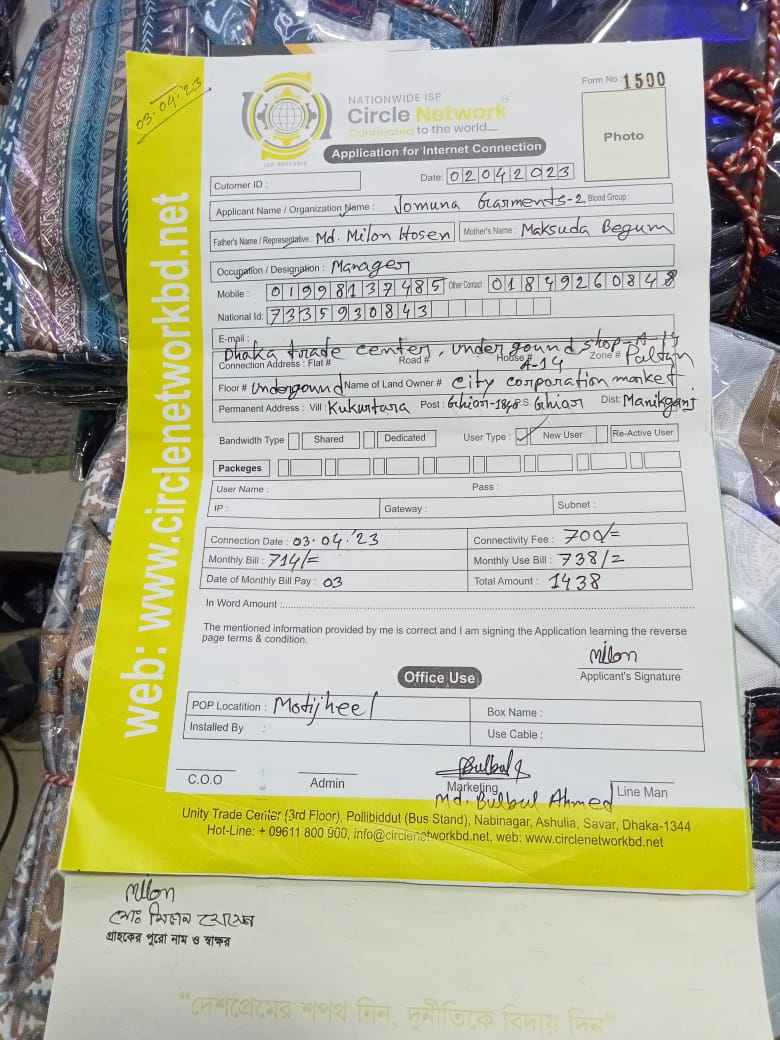 03.04.'23
NATIONWIDE ISP
Circle Network
Connected to the world.....
ISO 9001:2015
Form No : 1500
Photo
Application for Internet Connection
Date: 02042023
Cutomer ID :
Applicant Name / Organization Name : Jomuna Garments-2 Blood Group :
Father's Name / Representative : Md. Milon Hosen Mother's Name : Maksuda Begum
Occupation / Designation : Manager
Mobile : 01998137485 Other Contact : 01849260848
National Id: 7335930843
E-mail :
Dhaka trade center, undergound shop-A-14
Connection Address : Flat # Road # House # A-14 Zone # Paltan
Floor # Undergound Name of Land Owner # City corporation market
Permanent Address : Vill : Kukurtara Post : Ghior-1840 P.S. Ghior Dist: Manikganj
Bandwidth Type Shared Dedicated User Type : New User Re-Active User
Packeges
User Name : Pass :
IP : Gateway : Subnet :
Connection Date : 03.04.'23 Connectivity Fee : 700/=
Monthly Bill : 714/= Monthly Use Bill : 738/=
Date of Monthly Bill Pay : 03 Total Amount : 1438
In Word Amount :
The mentioned information provided by me is correct and I am signing the Application learning the reverse
page terms & condition.
Milon
Applicant's Signature
Office Use
POP Locatition : Motijheel Box Name :
Installed By : Use Cable :
Bulbul
C.O.O Admin Marketing Line Man
Md. Bulbul Ahmed
Unity Trade Center (3rd Floor), Pollibiddut (Bus Stand), Nabinagar, Ashulia, Savar, Dhaka-1344
Hot-Line: + 09611 800 900, info@circlenetworkbd.net, web: www.circlenetworkbd.net
web: www.circlenetworkbd.net
Milon
মোঃ মিলন হোসেন
গ্রাহকের পুরো নাম ও স্বাক্ষর
“দেশপ্রেমের শপথ নিন, দুর্নীতিকে বিদায় দিন”